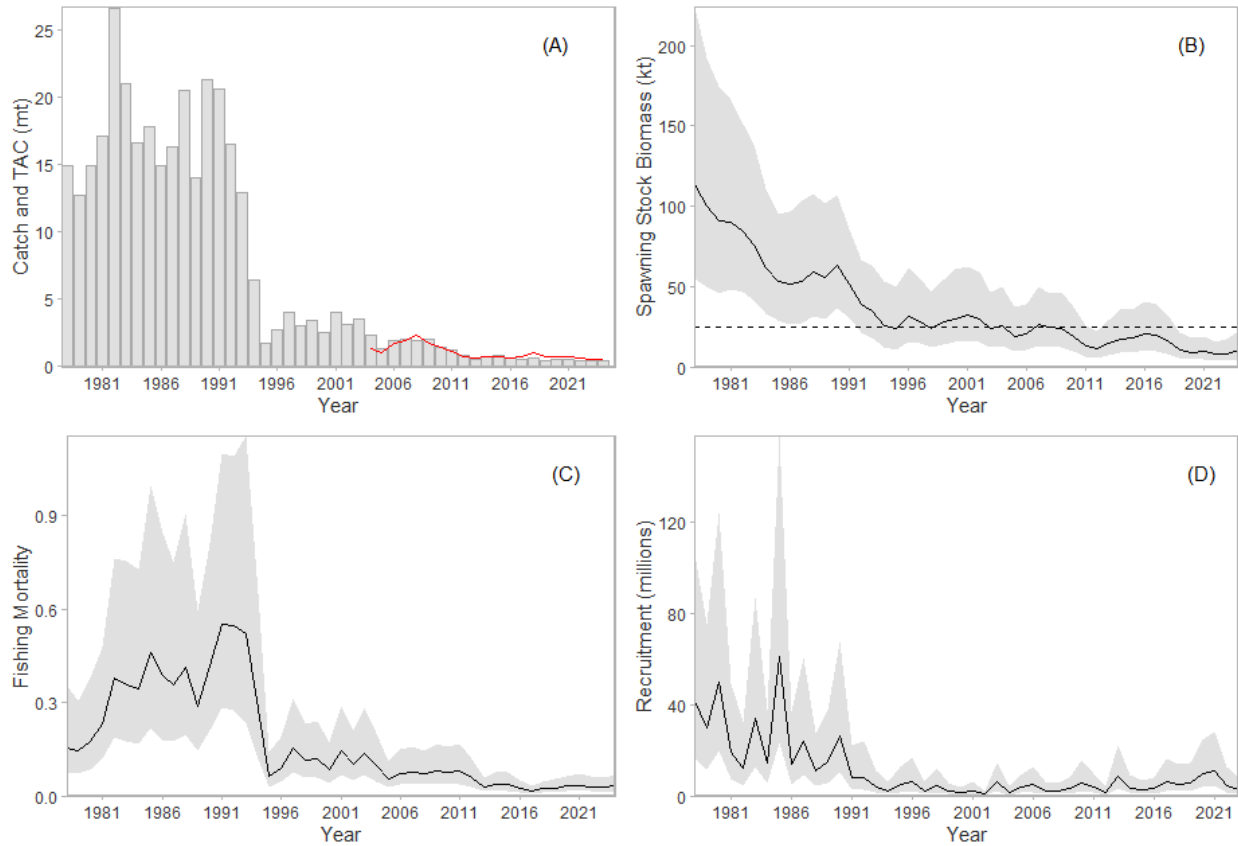 (A)
Catch and TAC (mt)
25
20
15
10
5
0
1981 1986 1991 1996 2001 2006 2011 2016 2021
Year
(B)
Spawning Stock Biomass (kt)
200
150
100
50
0
1981 1986 1991 1996 2001 2006 2011 2016 2021
Year
(C)
Fishing Mortality
0.9
0.6
0.3
0.0
1981 1986 1991 1996 2001 2006 2011 2016 2021
Year
(D)
Recruitment (millions)
120
80
40
0
1981 1986 1991 1996 2001 2006 2011 2016 2021
Year